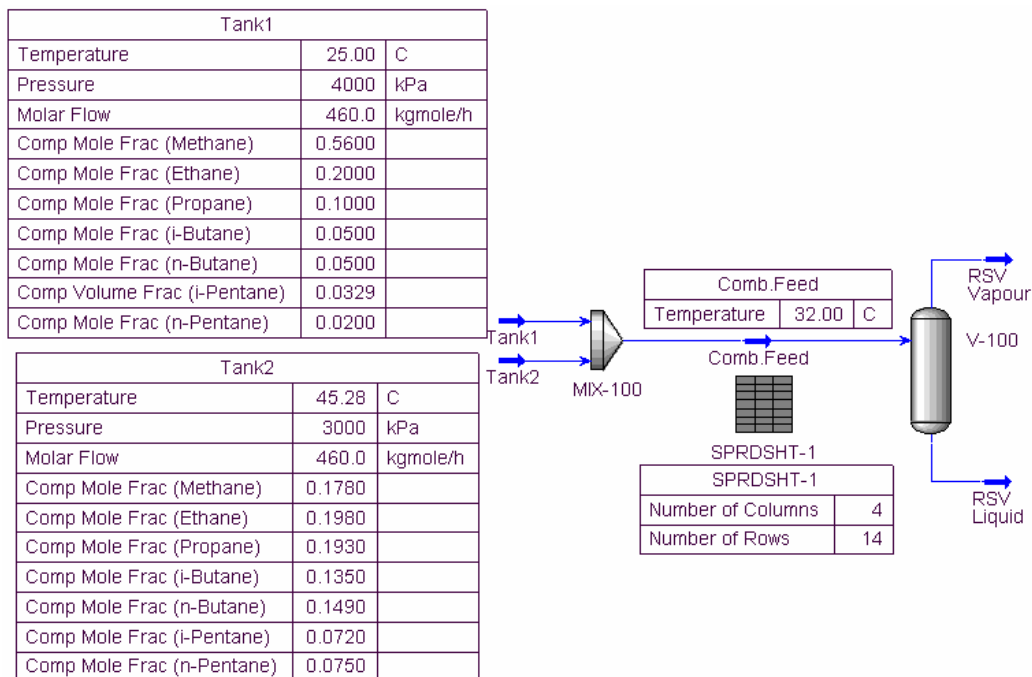 Tank1
Temperature 25.00 C
Pressure 4000 kPa
Molar Flow 460.0 kgmole/h
Comp Mole Frac (Methane) 0.5600
Comp Mole Frac (Ethane) 0.2000
Comp Mole Frac (Propane) 0.1000
Comp Mole Frac (i-Butane) 0.0500
Comp Mole Frac (n-Butane) 0.0500
Comp Volume Frac (i-Pentane) 0.0329
Comp Mole Frac (n-Pentane) 0.0200
Tank2
Temperature 45.28 C
Pressure 3000 kPa
Molar Flow 460.0 kgmole/h
Comp Mole Frac (Methane) 0.1780
Comp Mole Frac (Ethane) 0.1980
Comp Mole Frac (Propane) 0.1930
Comp Mole Frac (i-Butane) 0.1350
Comp Mole Frac (n-Butane) 0.1490
Comp Mole Frac (i-Pentane) 0.0720
Comp Mole Frac (n-Pentane) 0.0750
Tank1
Tank2
MIX-100
Comb.Feed
Temperature 32.00 C
Comb.Feed
SPRDSHT-1
SPRDSHT-1
Number of Columns 4
Number of Rows 14
RSV
Vapour
V-100
RSV
Liquid